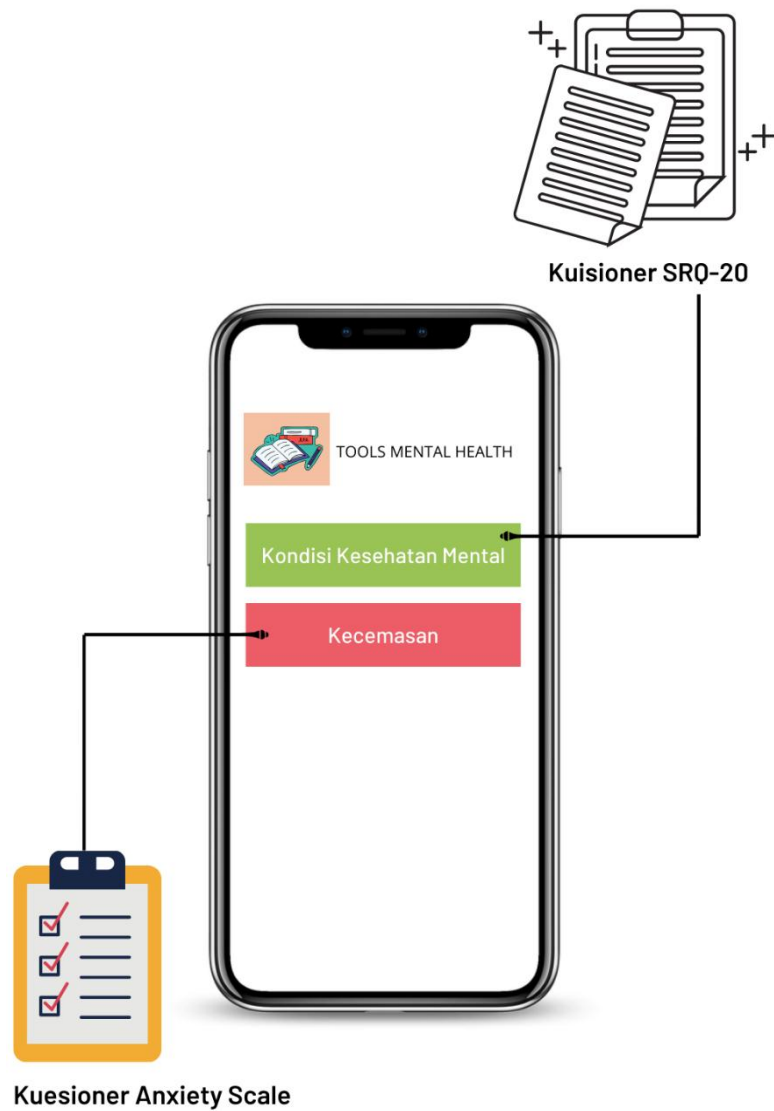 Kuisioner SRQ-20
TOOLS MENTAL HEALTH
Kondisi Kesehatan Mental
Kecemasan
Kuesioner Anxiety Scale